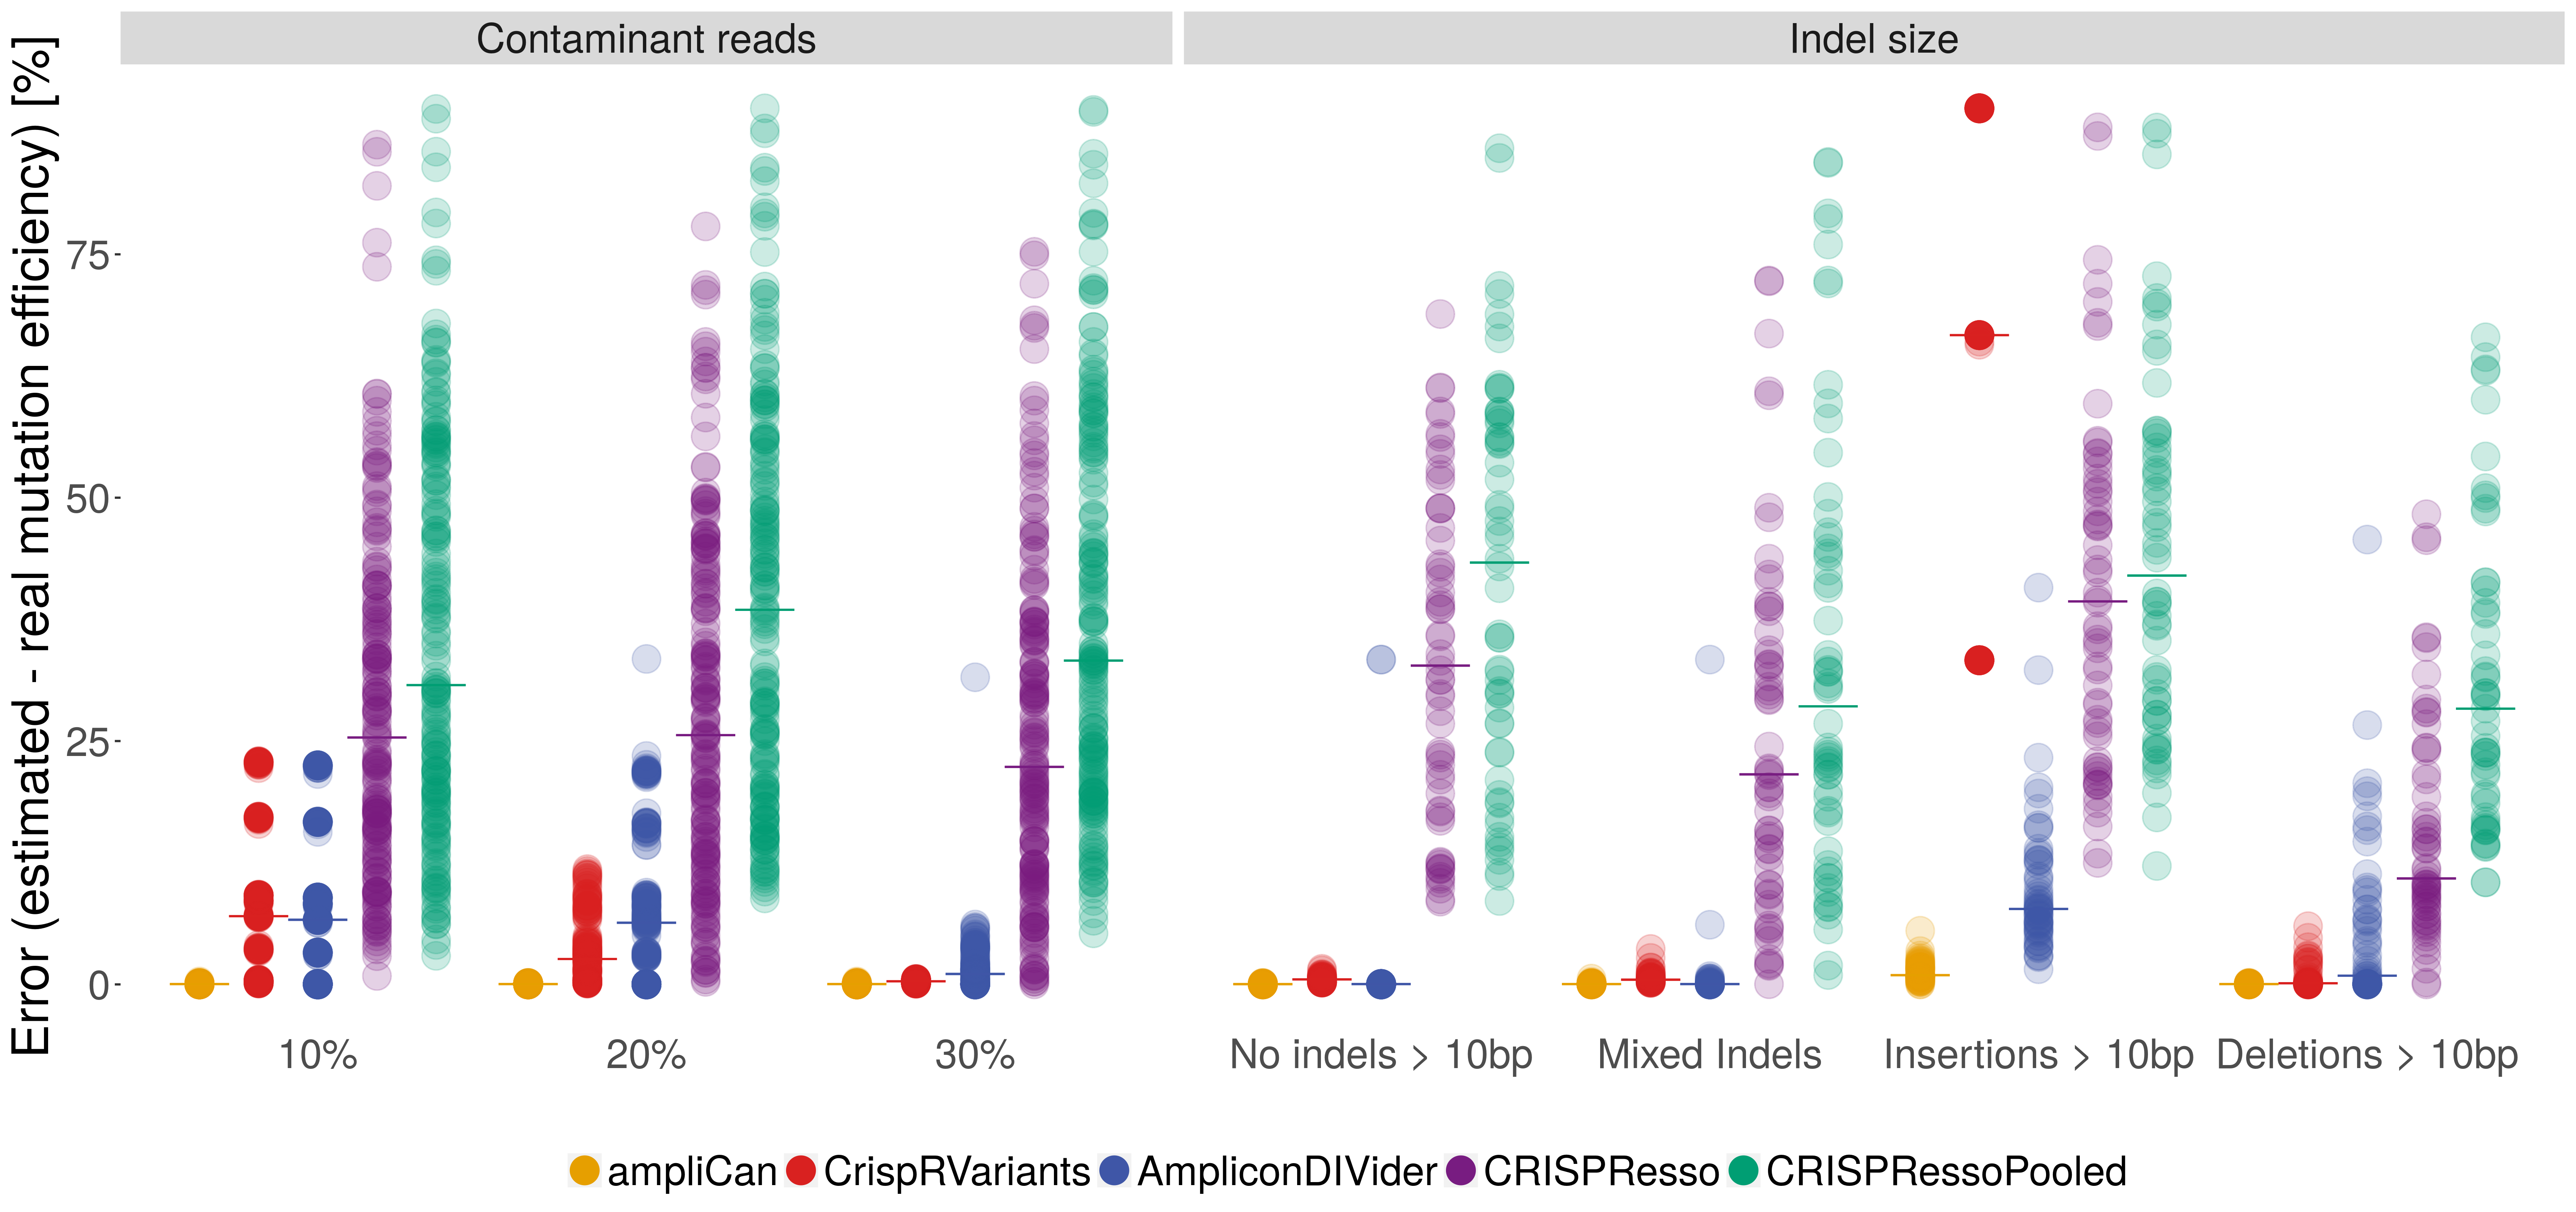 Contaminant reads
Indel size
Error (estimated - real mutation efficiency) [%]
75
50
25
0
10%
20%
30%
No indels > 10bp
Mixed Indels
Insertions > 10bp
Deletions > 10bp
ampliCan CrispRVariants AmpliconDIVider CRISPResso CRISPRessoPooled